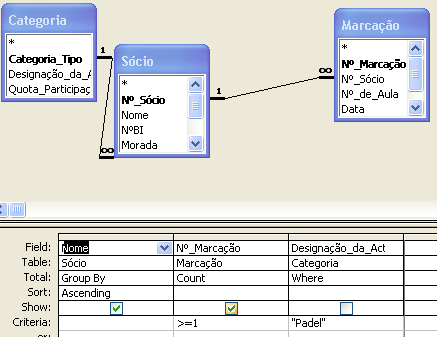 Categoria
*
Categoria_Tipo
Designação_da_A
Quota_Participaç
1
∞
Sócio
*
Nº_Sócio
Nome
NºBI
Morada
1
∞
Marcação
*
Nº_Marcação
Nº_Sócio
Nº_de_Aula
Data
Field: Nome Nº_Marcação Designação_da_Act
Table: Sócio Marcação Categoria
Total: Group By Count Where
Sort: Ascending
Show:
Criteria: >=1 "Padel"
or: